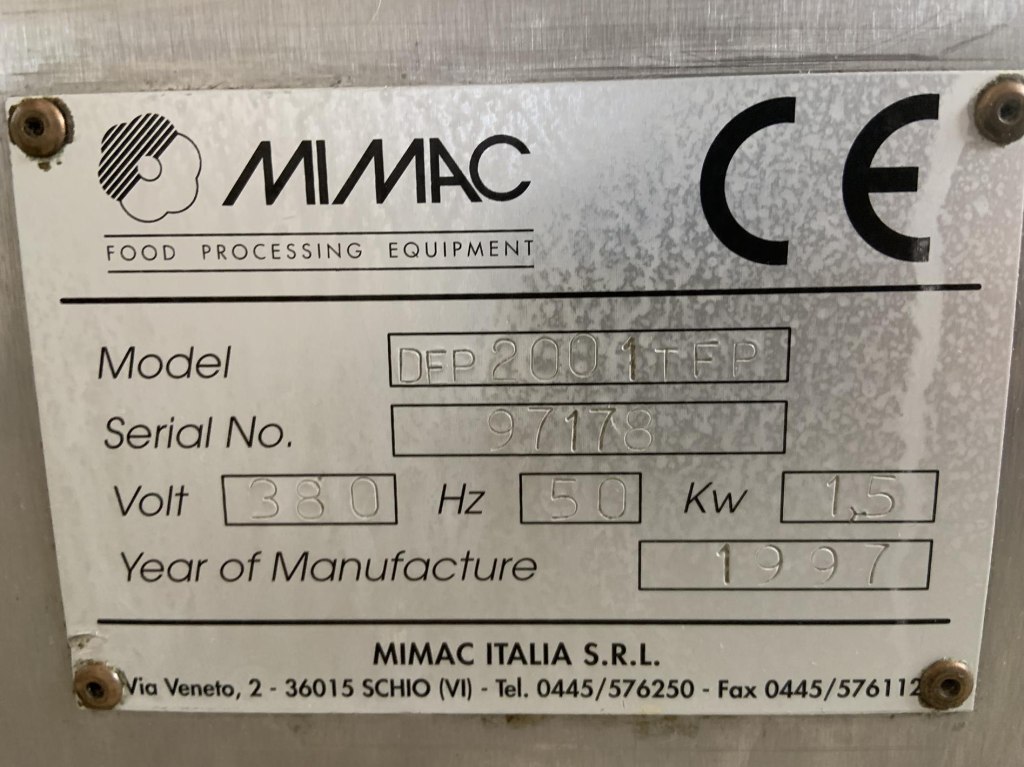 MIMAC
CE
FOOD PROCESSING EQUIPMENT
Model DFP 2001 TFP
Serial No. 97178
Volt 380 Hz 50 Kw 1,5
Year of Manufacture 1997
MIMAC ITALIA S.R.L.
Via Veneto, 2 - 36015 SCHIO (VI) - Tel. 0445/576250 - Fax 0445/576112